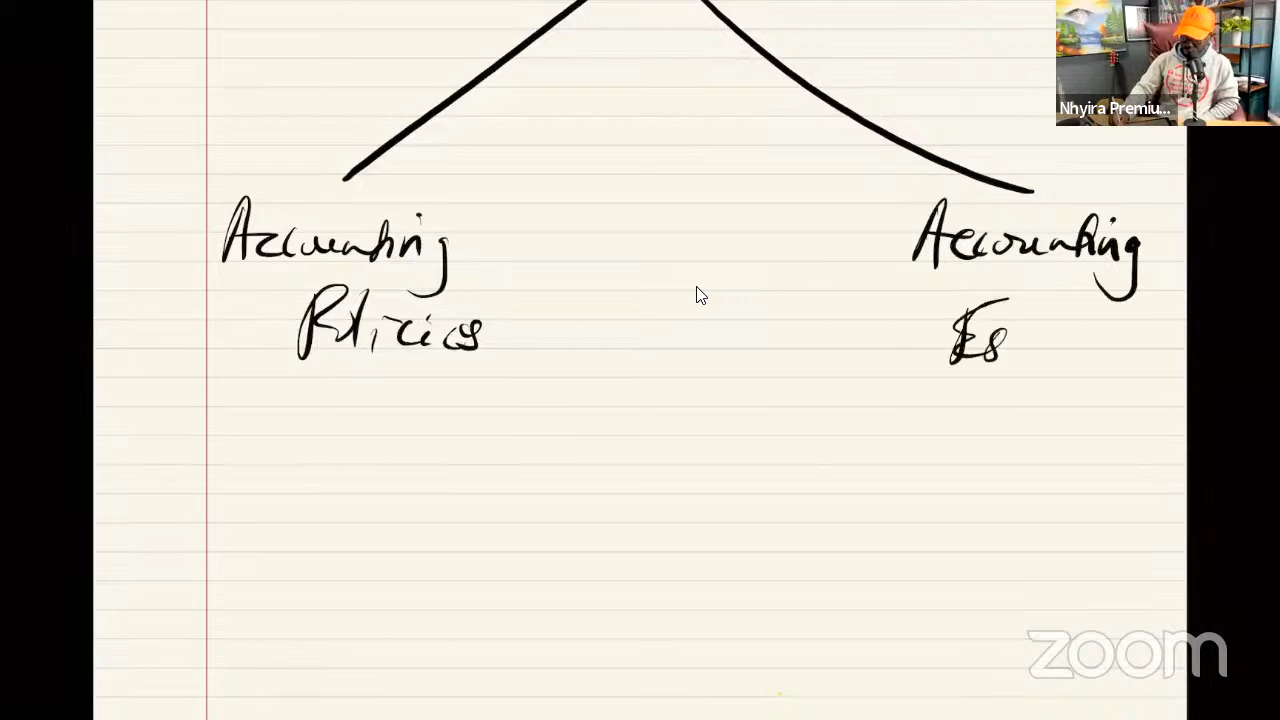 Nhyira Premiu...
Accounting
Policies
Accounting
Es
zoom